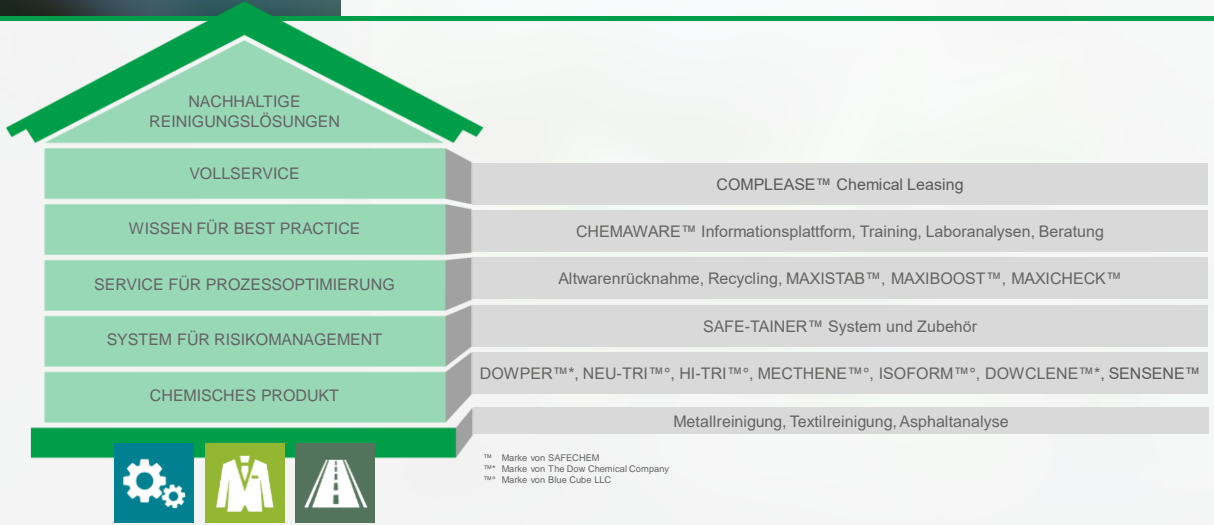 NACHHALTIGE
REINIGUNGSLÖSUNGEN
VOLLSERVICE
COMPLEASE™ Chemical Leasing
WISSEN FÜR BEST PRACTICE
CHEMAWARE™ Informationsplattform, Training, Laboranalysen, Beratung
SERVICE FÜR PROZESSOPTIMIERUNG
Altwarenrücknahme, Recycling, MAXISTAB™, MAXIBOOST™, MAXICHECK™
SYSTEM FÜR RISIKOMANAGEMENT
SAFE-TAINER™ System und Zubehör
CHEMISCHES PRODUKT
DOWPER™*, NEU-TRI™°, HI-TRI™°, MECTHENE™°, ISOFORM™°, DOWCLENE™*, SENSENE™
Metallreinigung, Textilreinigung, Asphaltanalyse
™ Marke von SAFECHEM
™* Marke von The Dow Chemical Company
™° Marke von Blue Cube LLC